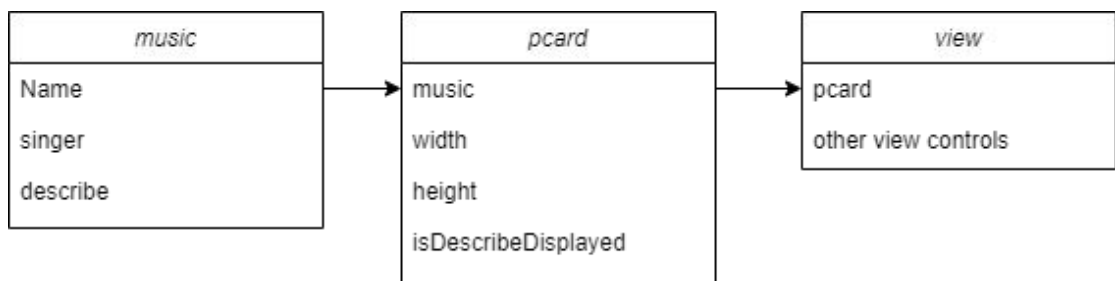 music
Name
singer
describe
pcard
music
width
height
isDescribeDisplayed
view
pcard
other view controls